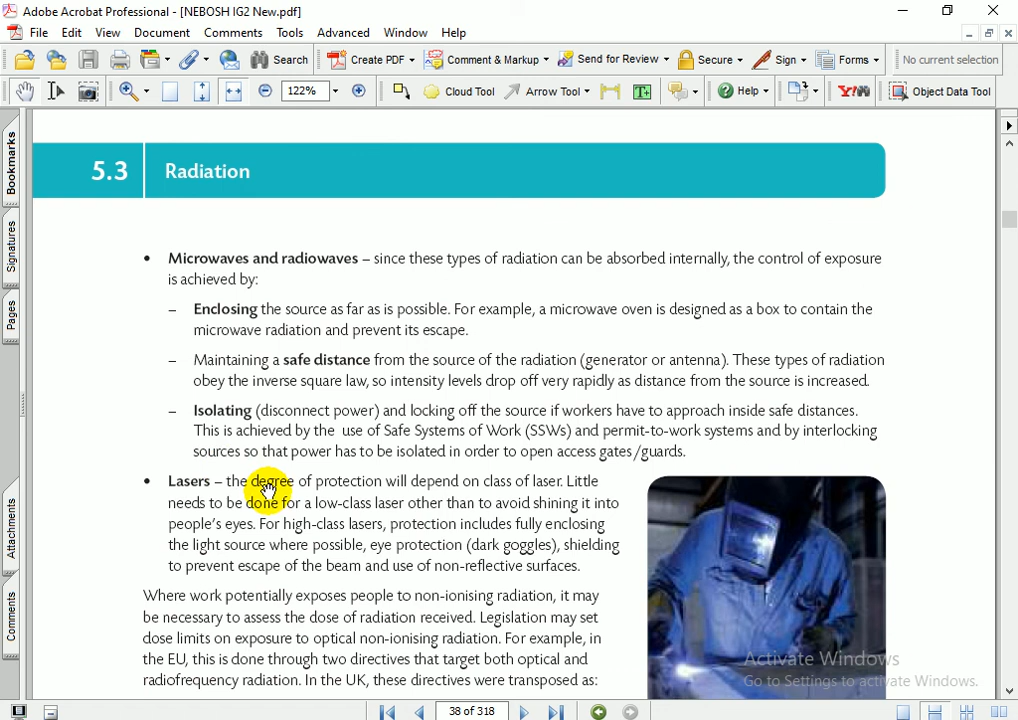 Adobe Acrobat Professional - [NEBOSH IG2 New.pdf]
File Edit View Document Comments Tools Advanced Window Help
Search Create PDF Comment & Markup Send for Review Secure Sign Forms No current selection
122% Cloud Tool Arrow Tool Help Y! Object Data Tool
Bookmarks
Signatures
Pages
Attachments
Comments
5.3 Radiation
• Microwaves and radiowaves – since these types of radiation can be absorbed internally, the control of exposure
is achieved by:
– Enclosing the source as far as is possible. For example, a microwave oven is designed as a box to contain the
microwave radiation and prevent its escape.
– Maintaining a safe distance from the source of the radiation (generator or antenna). These types of radiation
obey the inverse square law, so intensity levels drop off very rapidly as distance from the source is increased.
– Isolating (disconnect power) and locking off the source if workers have to approach inside safe distances.
This is achieved by the use of Safe Systems of Work (SSWs) and permit-to-work systems and by interlocking
sources so that power has to be isolated in order to open access gates/guards.
• Lasers – the degree of protection will depend on class of laser. Little
needs to be done for a low-class laser other than to avoid shining it into
people's eyes. For high-class lasers, protection includes fully enclosing
the light source where possible, eye protection (dark goggles), shielding
to prevent escape of the beam and use of non-reflective surfaces.
Where work potentially exposes people to non-ionising radiation, it may
be necessary to assess the dose of radiation received. Legislation may set
dose limits on exposure to optical non-ionising radiation. For example, in
the EU, this is done through two directives that target both optical and
radiofrequency radiation. In the UK, these directives were transposed as:
Activate Windows
Go to Settings to activate Windows.
38 of 318